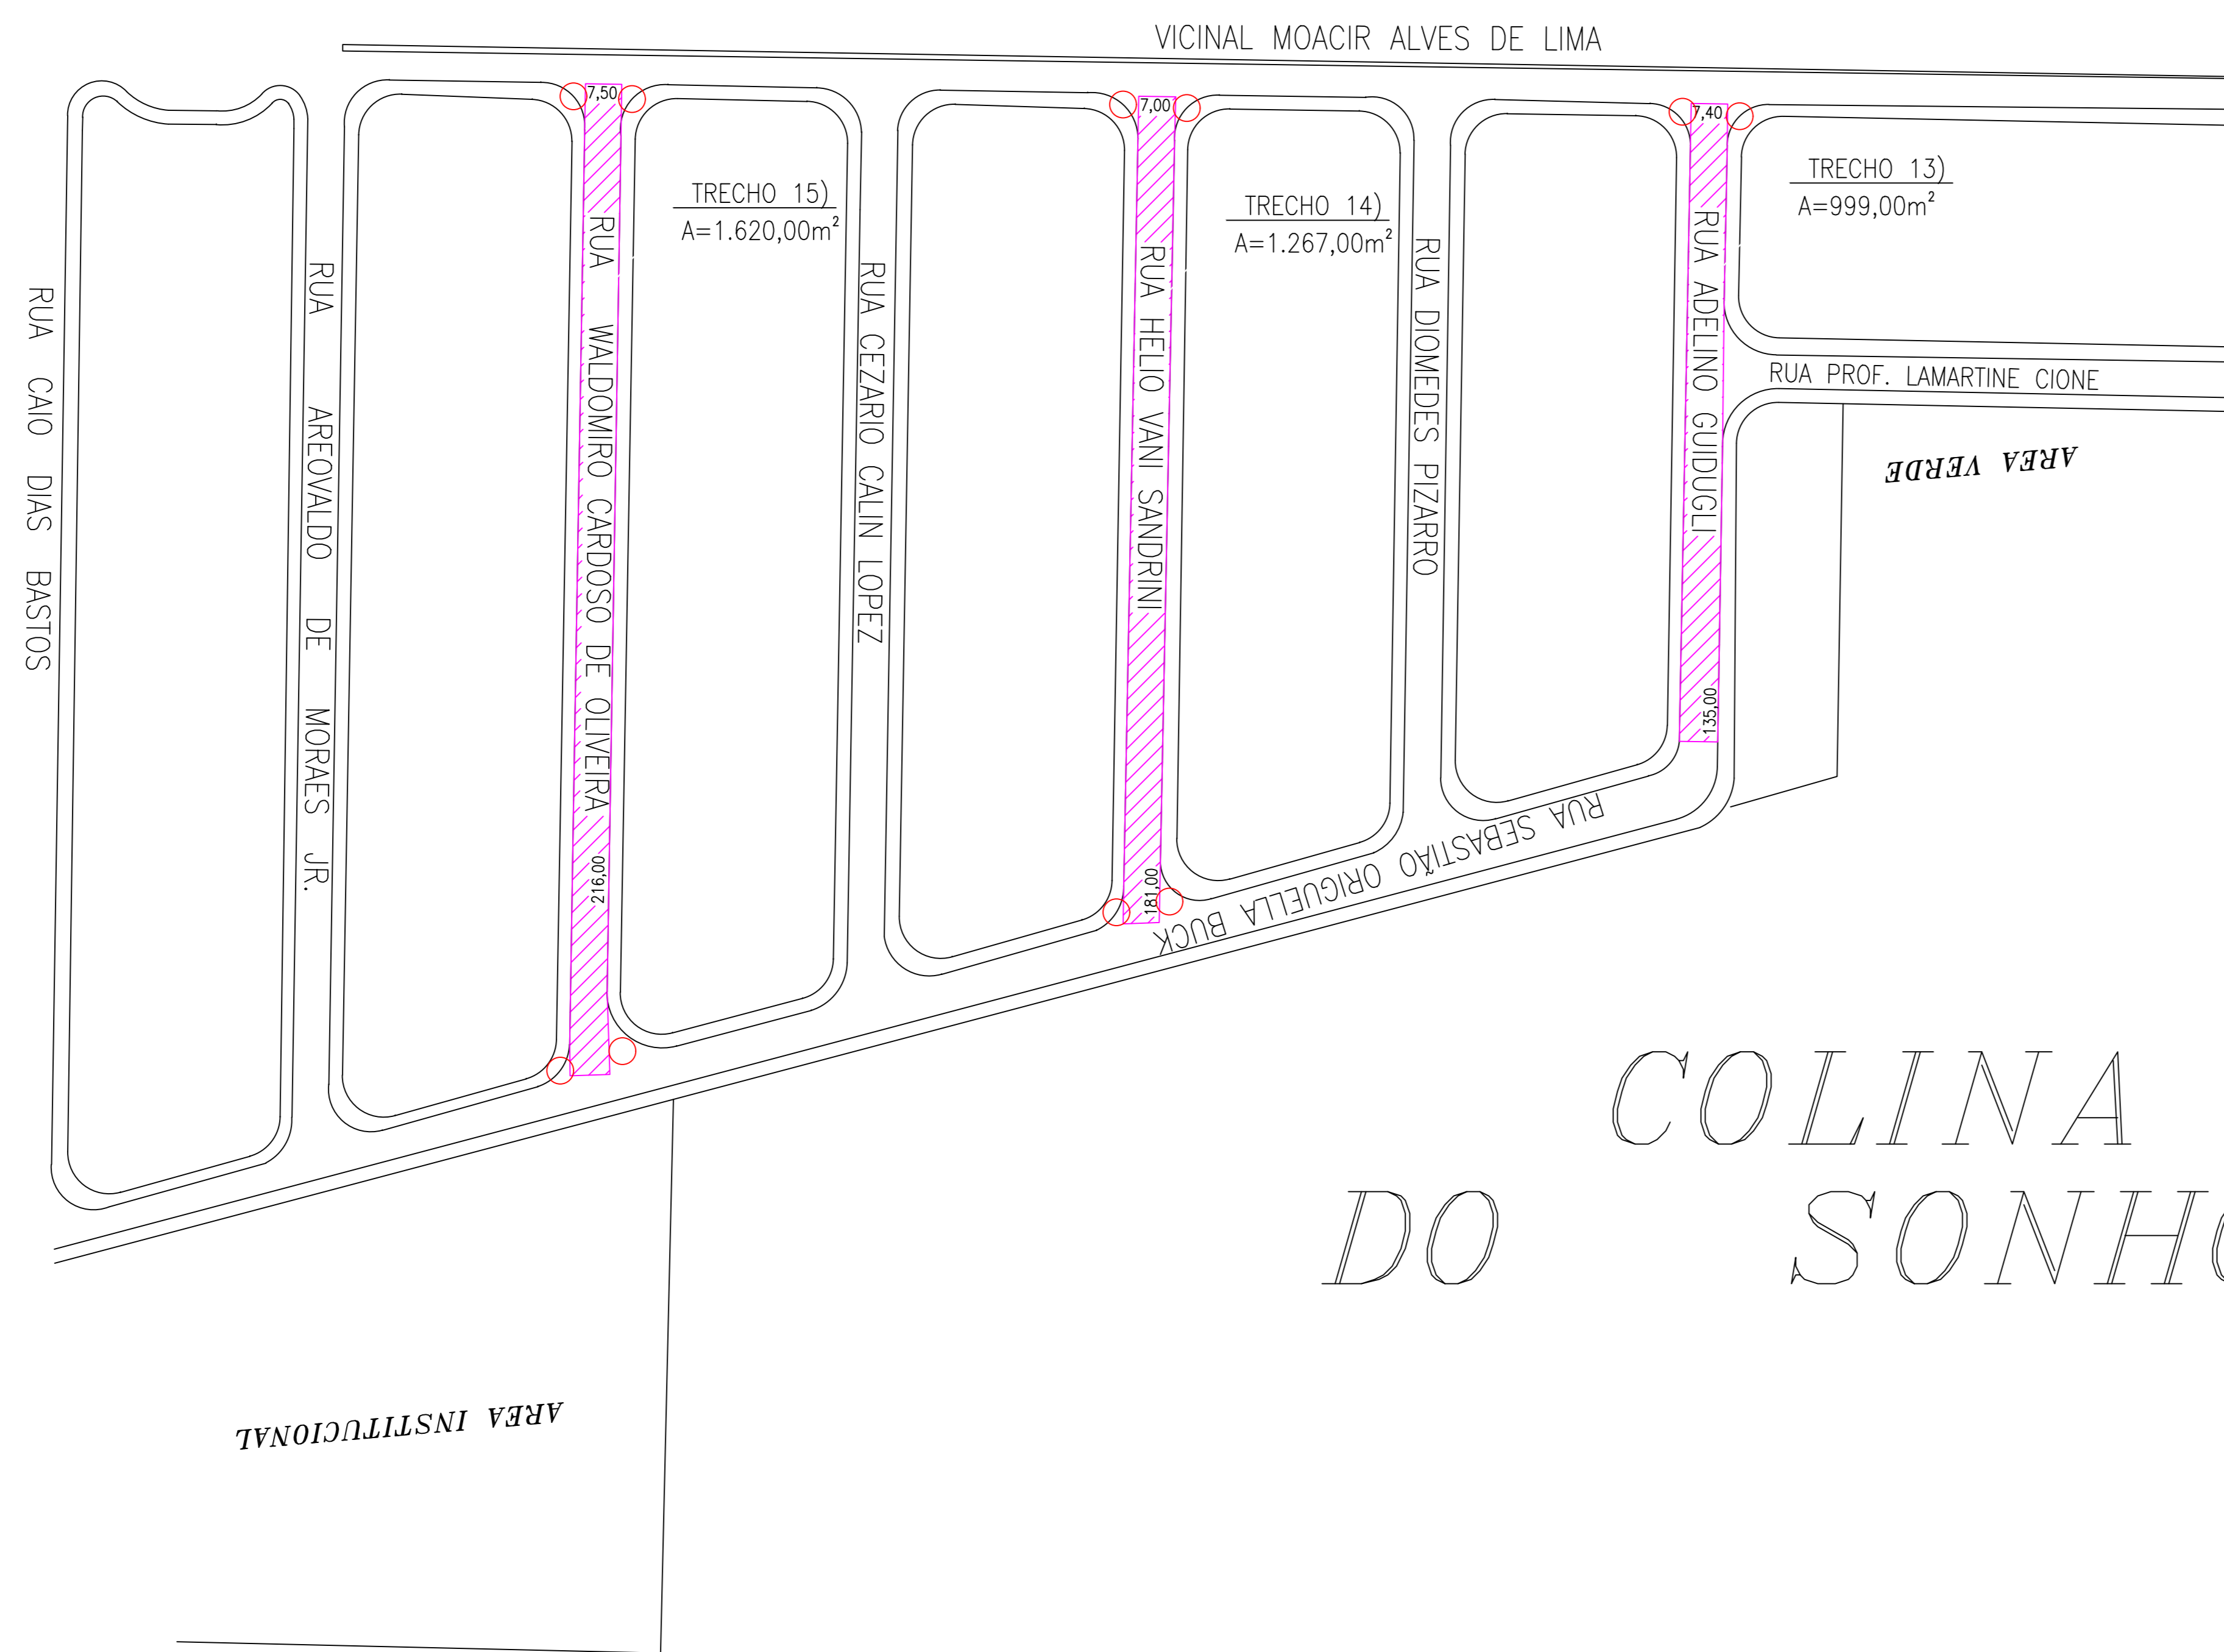 VICINAL MOACIR ALVES DE LIMA
7,50
7,00
7,40
TRECHO 15)
A=1.620,00m²
TRECHO 14)
A=1.267,00m²
TRECHO 13)
A=999,00m²
RUA CAIO DIAS BASTOS
RUA AREOVALDO DE MORAES JR.
RUA WALDOMIRO CARDOSO DE OLIVEIRA
216,00
RUA CEZARIO CALIN LOPEZ
RUA HELIO VANI SANDRINI
181,00
RUA DIOMEDES PIZARRO
RUA ADELINO GUIDUGLI
135,00
RUA PROF. LAMARTINE CIONE
AREA VERDE
RUA SEBASTIÃO ORIGUELLA BUCK
COLINA
DO SONHO
AREA INSTITUCIONAL